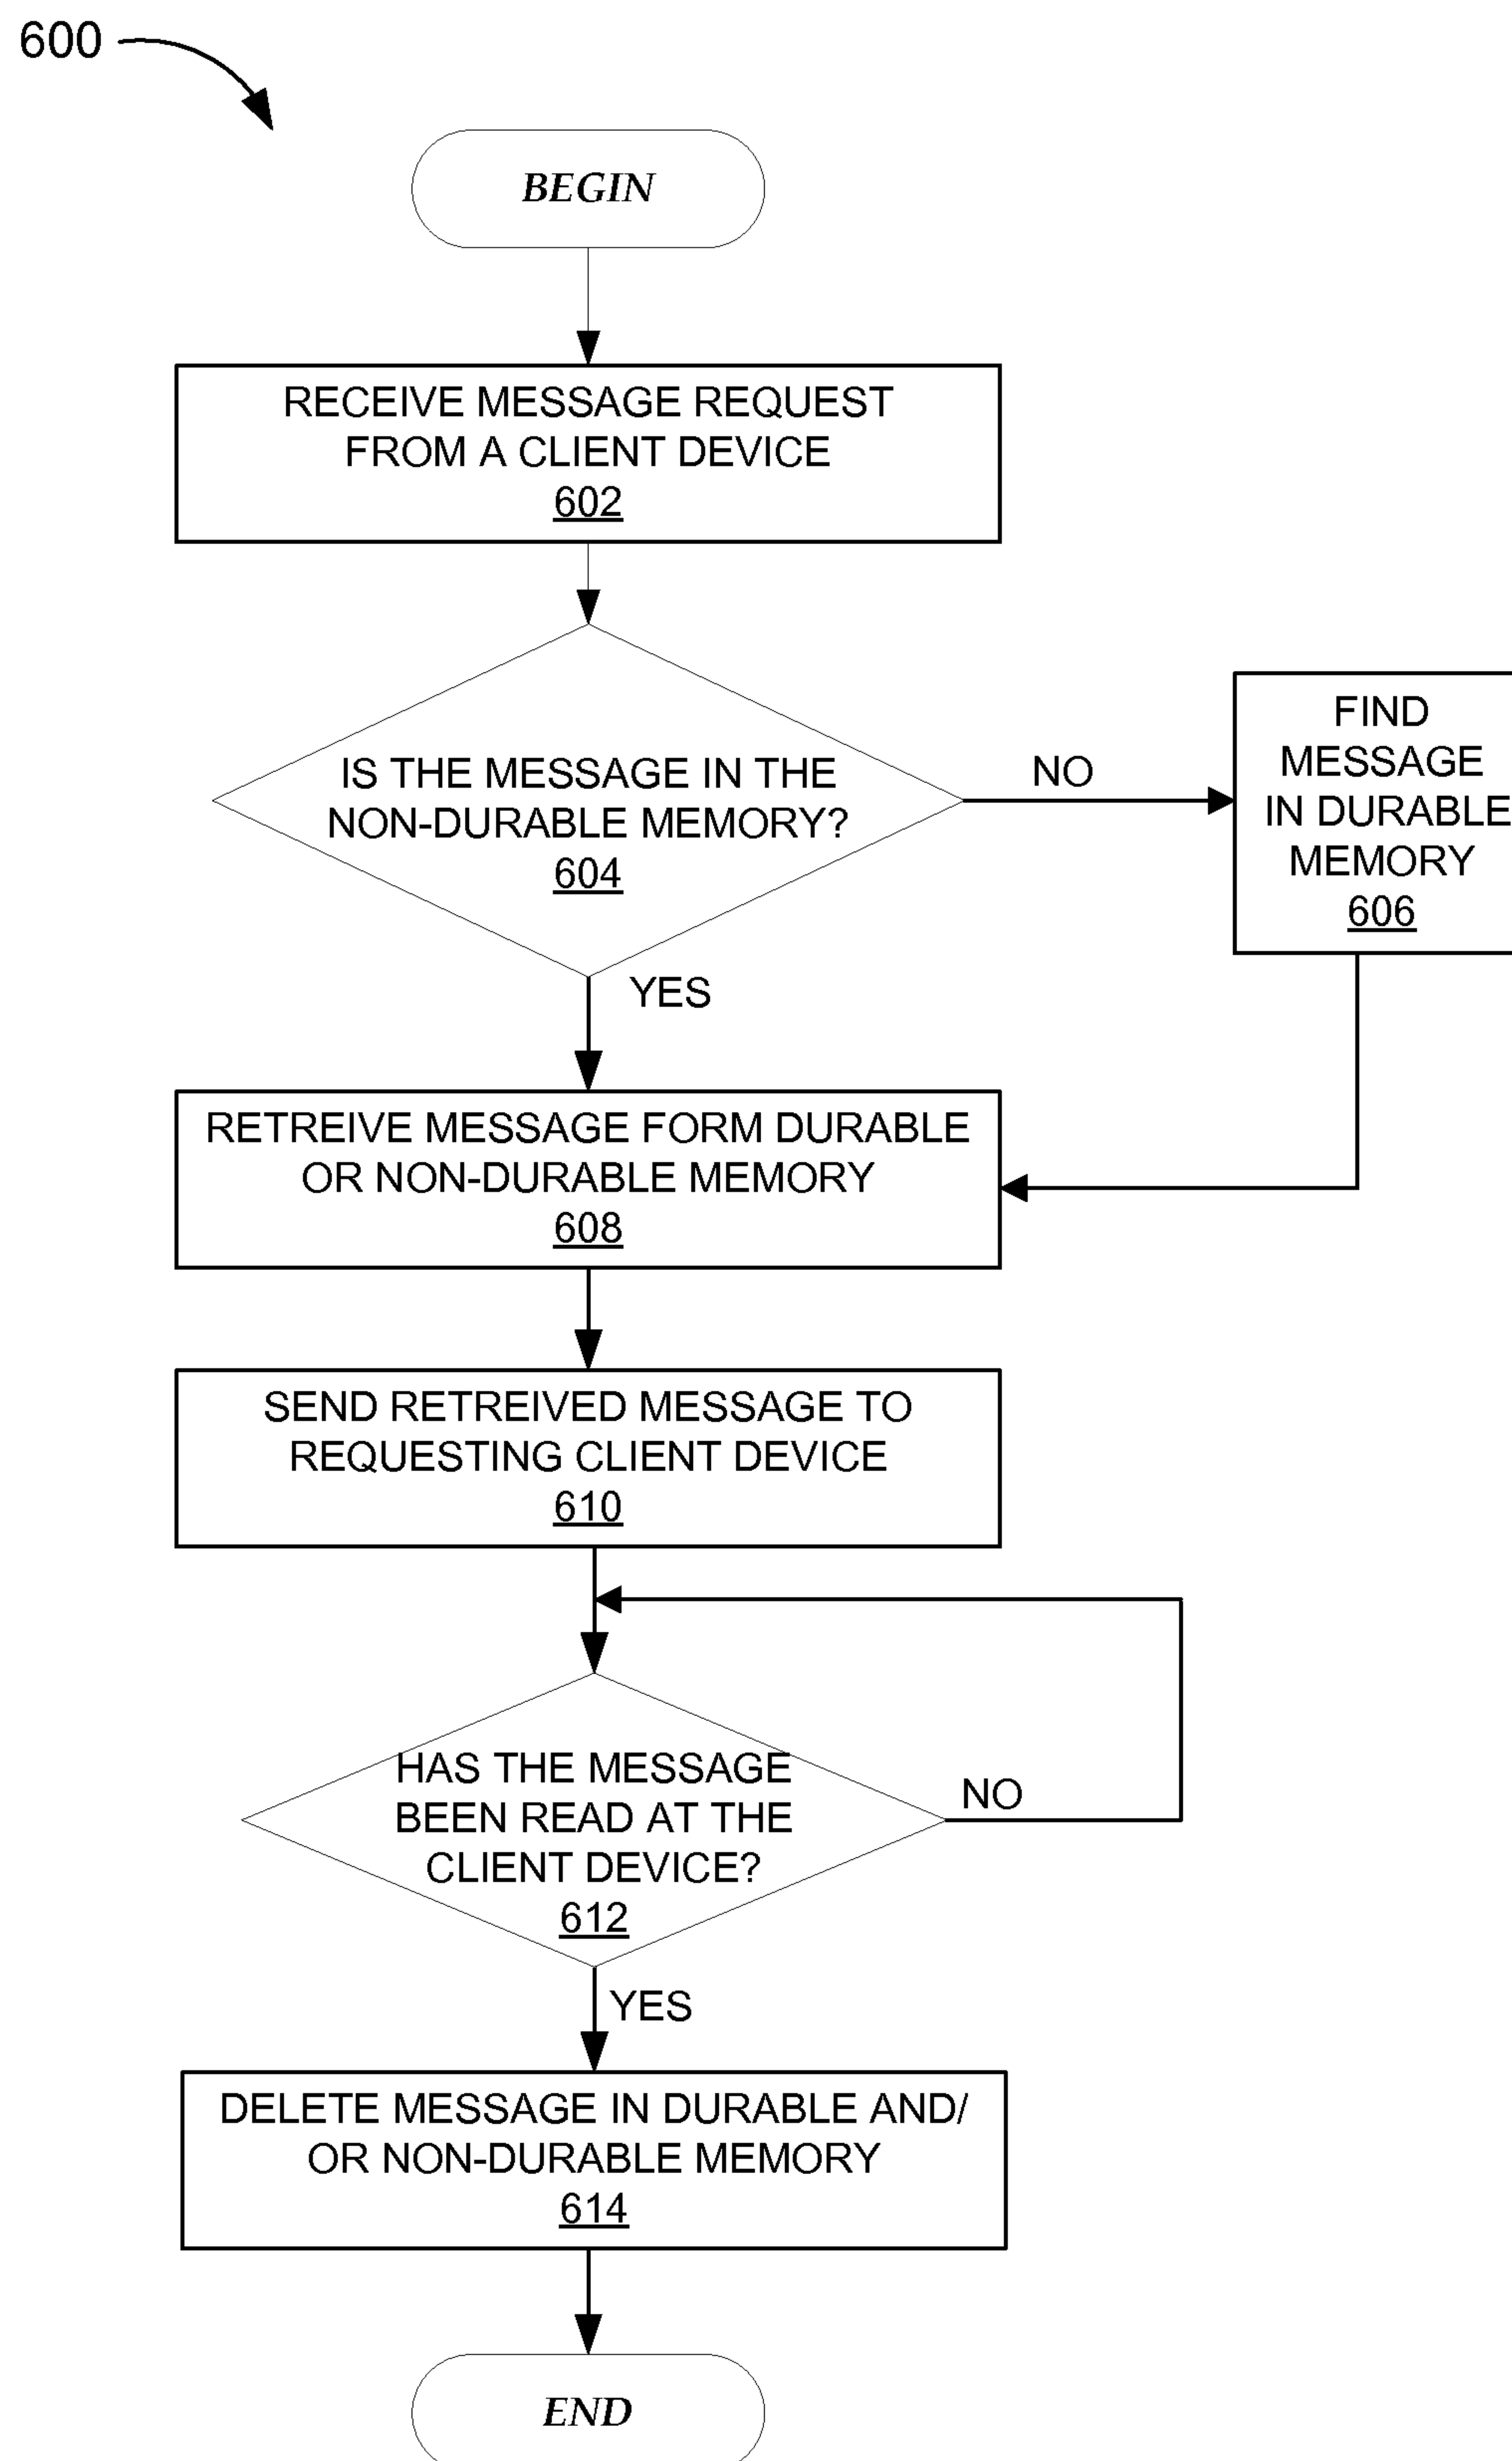 600
BEGIN
RECEIVE MESSAGE REQUEST
FROM A CLIENT DEVICE
602
IS THE MESSAGE IN THE
NON-DURABLE MEMORY?
604
NO
FIND
MESSAGE
IN DURABLE
MEMORY
606
YES
RETREIVE MESSAGE FORM DURABLE
OR NON-DURABLE MEMORY
608
SEND RETREIVED MESSAGE TO
REQUESTING CLIENT DEVICE
610
HAS THE MESSAGE
BEEN READ AT THE
CLIENT DEVICE?
612
NO
YES
DELETE MESSAGE IN DURABLE AND/
OR NON-DURABLE MEMORY
614
END